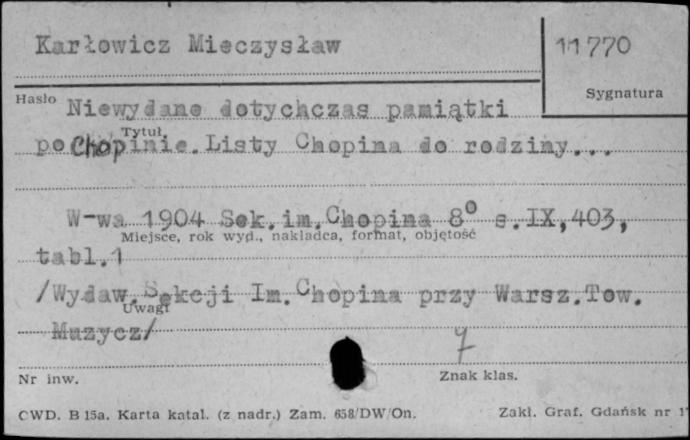 Karłowicz Mieczysław
11770
Sygnatura
Hasło
Niewydane dotychczas pamiątki
Tytuł
po Chopinie. Listy Chopina do rodziny...
W-wa 1904 Sek. im. Chopina 8° s. IX, 403,
Miejsce, rok wyd., nakładca, format, objętość
tabl. 1
/Wydaw. Sekcji Im. Chopina przy Warsz. Tow.
Uwagi
Muzycz/
7
Nr inw.
Znak klas.
CWD. B 15a. Karta katal. (z nadr.) Zam. 658/DW/On.
Zakł. Graf. Gdańsk nr